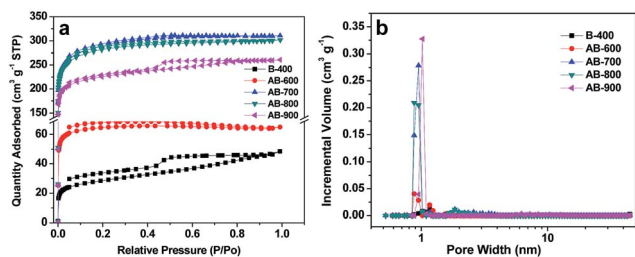 a
Quantity Adsorbed (cm³ g⁻¹ STP)
350
300
250
200
150
60
40
20
0
B-400
AB-600
AB-700
AB-800
AB-900
0.0 0.2 0.4 0.6 0.8 1.0
Relative Pressure (P/Po)
b
Incremental Volume (cm³ g⁻¹)
0.35
0.30
0.25
0.20
0.15
0.10
0.05
0.00
B-400
AB-600
AB-700
AB-800
AB-900
1 10
Pore Width (nm)